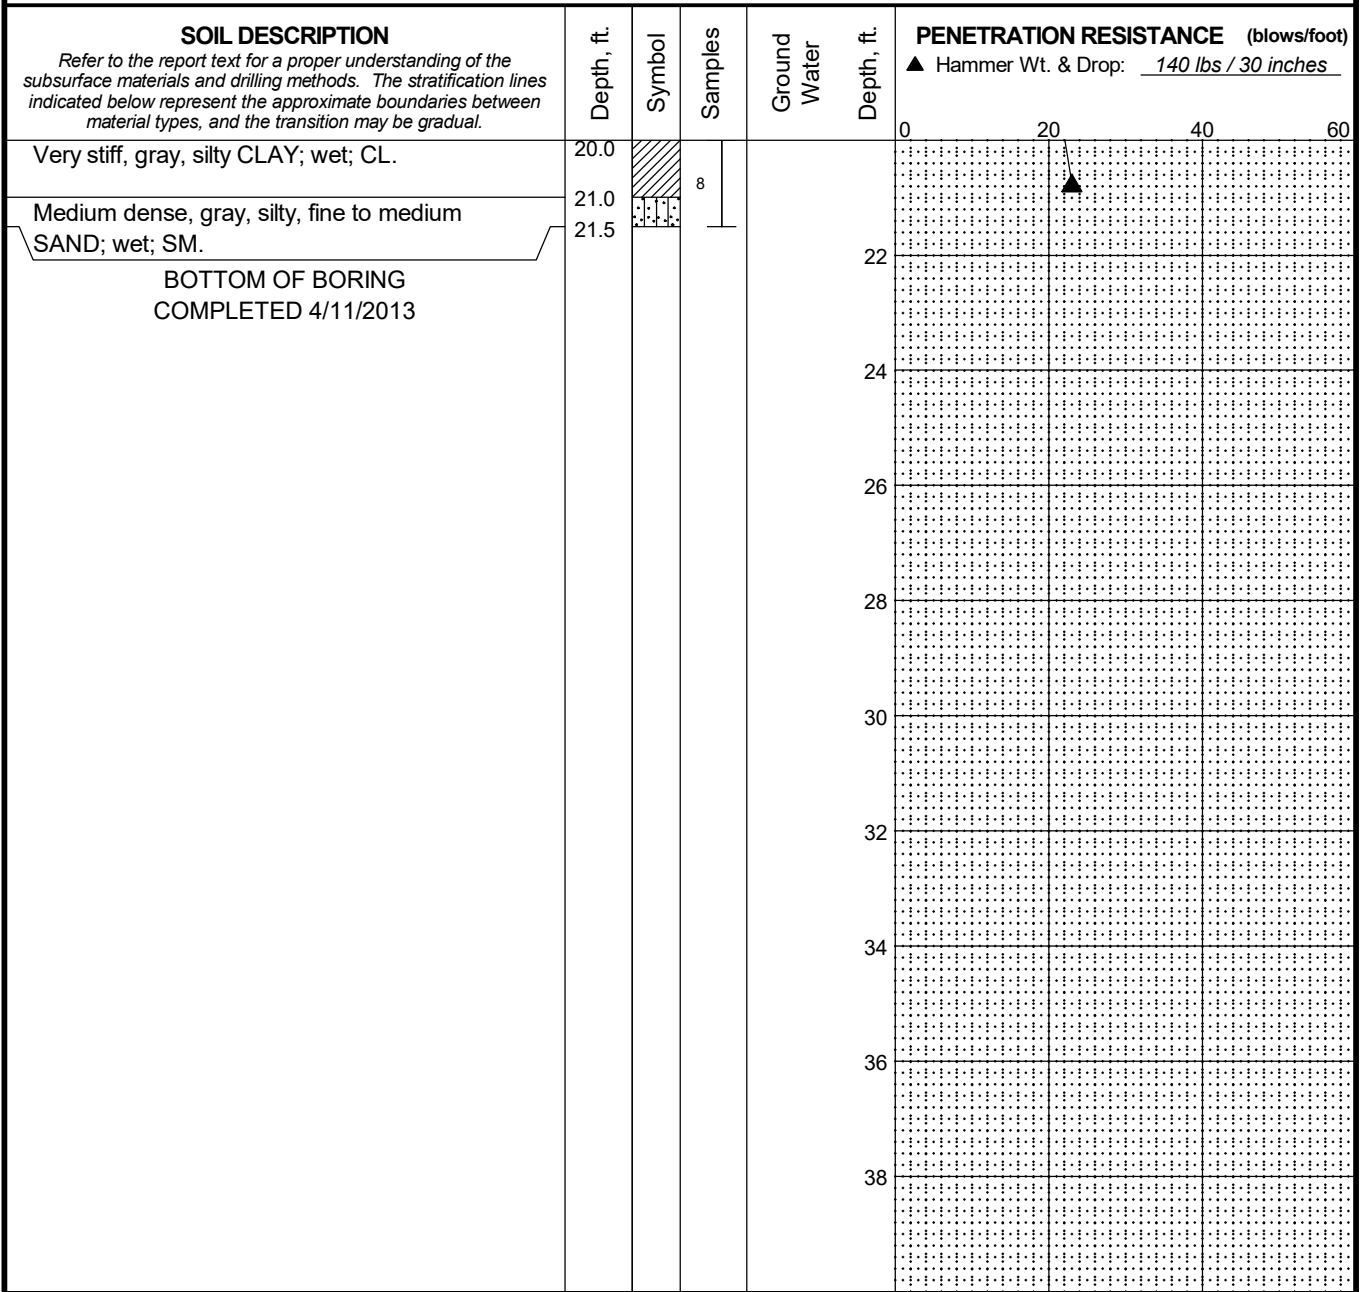 SOIL DESCRIPTION
Refer to the report text for a proper understanding of the
subsurface materials and drilling methods. The stratification lines
indicated below represent the approximate boundaries between
material types, and the transition may be gradual.
Depth, ft.
Symbol
Samples
Ground
Water
Depth, ft.
PENETRATION RESISTANCE (blows/foot)
▲ Hammer Wt. & Drop: 140 lbs / 30 inches
0 20 40 60
Very stiff, gray, silty CLAY; wet; CL.
20.0
8
21.0
Medium dense, gray, silty, fine to medium
SAND; wet; SM.
21.5
BOTTOM OF BORING
COMPLETED 4/11/2013
22
24
26
28
30
32
34
36
38